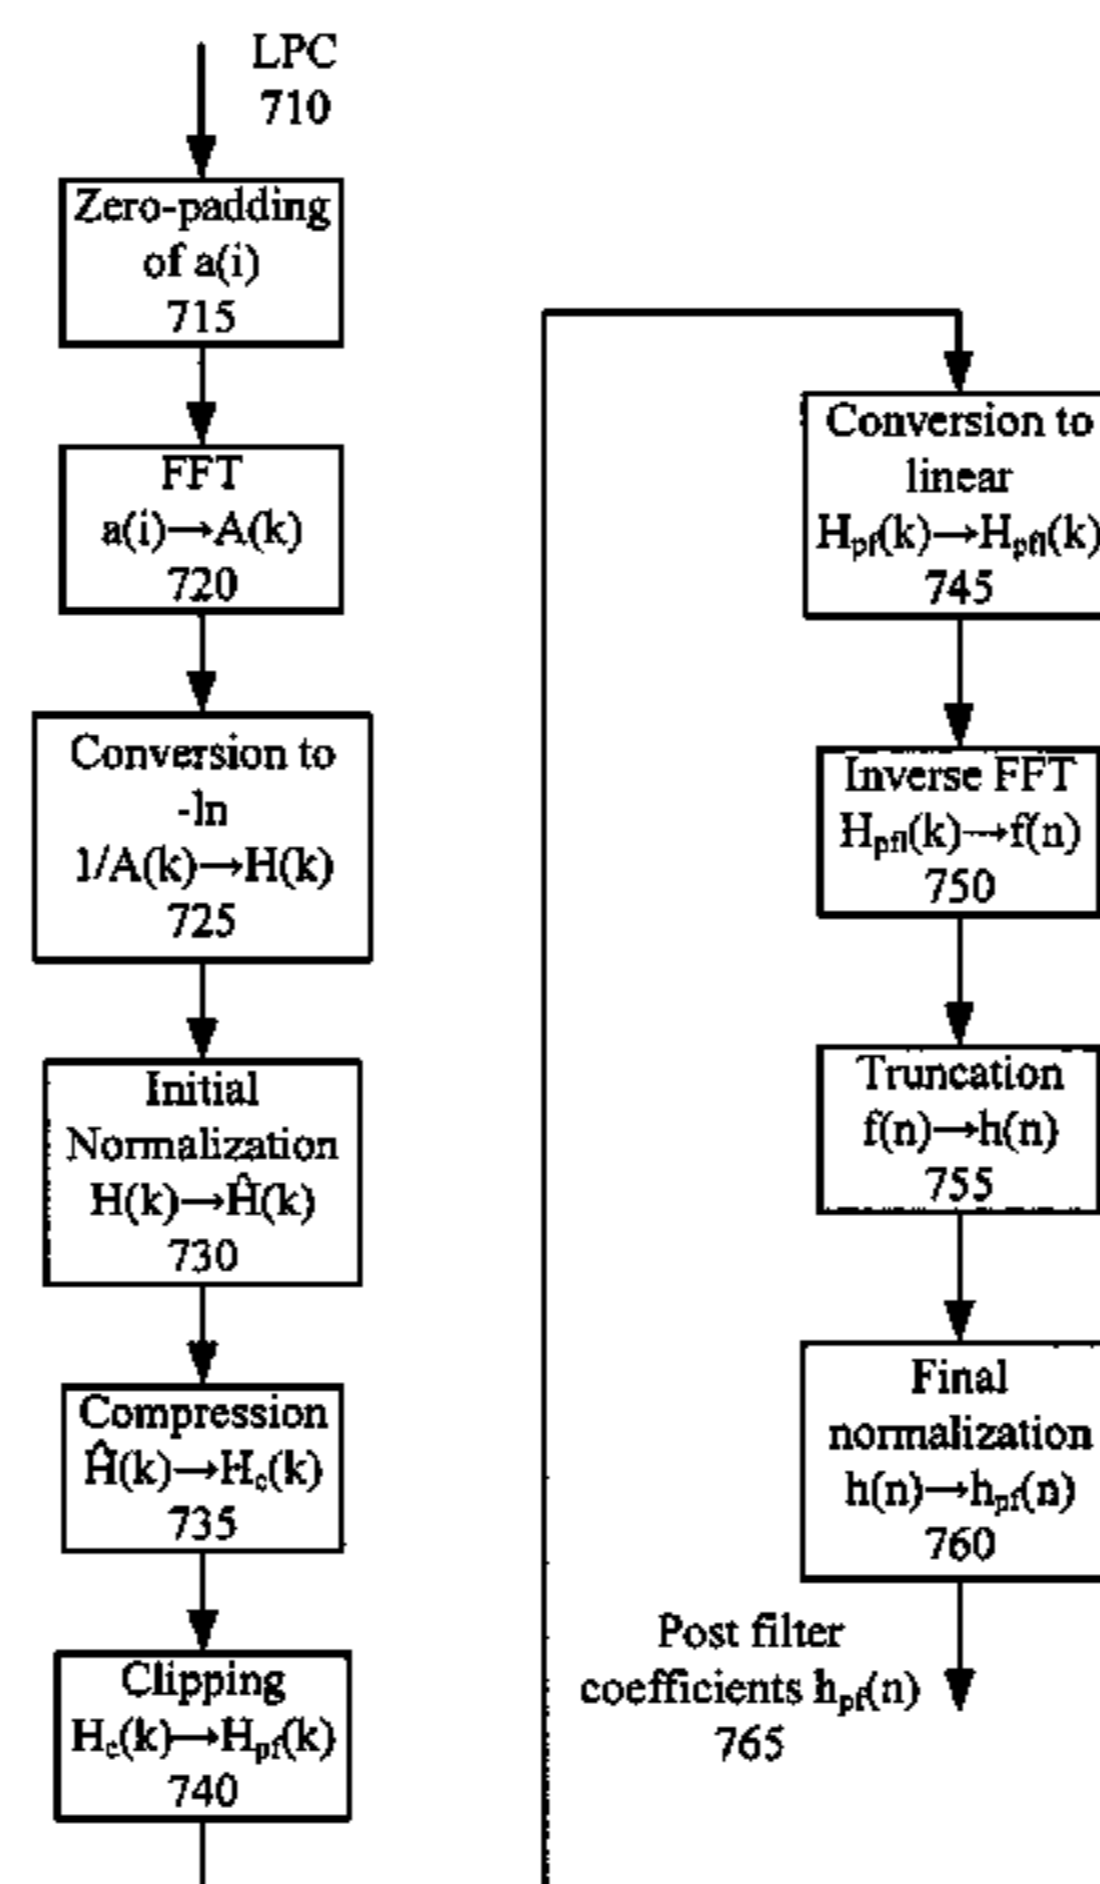 LPC
710
Zero-padding
of a(i)
715
FFT
a(i)→A(k)
720
Conversion to
-ln
1/A(k)→H(k)
725
Initial
Normalization
H(k)→Ĥ(k)
730
Compression
Ĥ(k)→Hc(k)
735
Clipping
Hc(k)→Hpf(k)
740
Conversion to
linear
Hpf(k)→Hpfl(k)
745
Inverse FFT
Hpfl(k)→f(n)
750
Truncation
f(n)→h(n)
755
Final
normalization
h(n)→hpf(n)
760
Post filter
coefficients hpf(n)
765